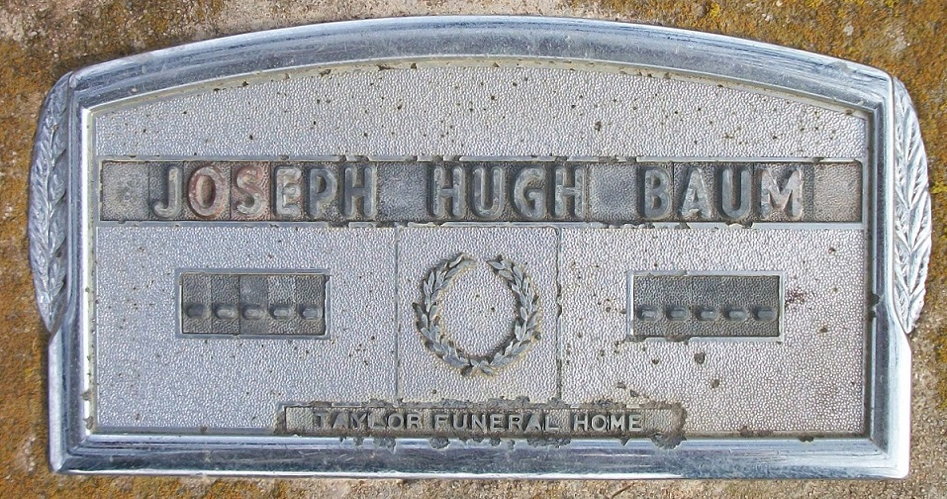 JOSEPH HUGH BAUM
----- -----
TAYLOR FUNERAL HOME